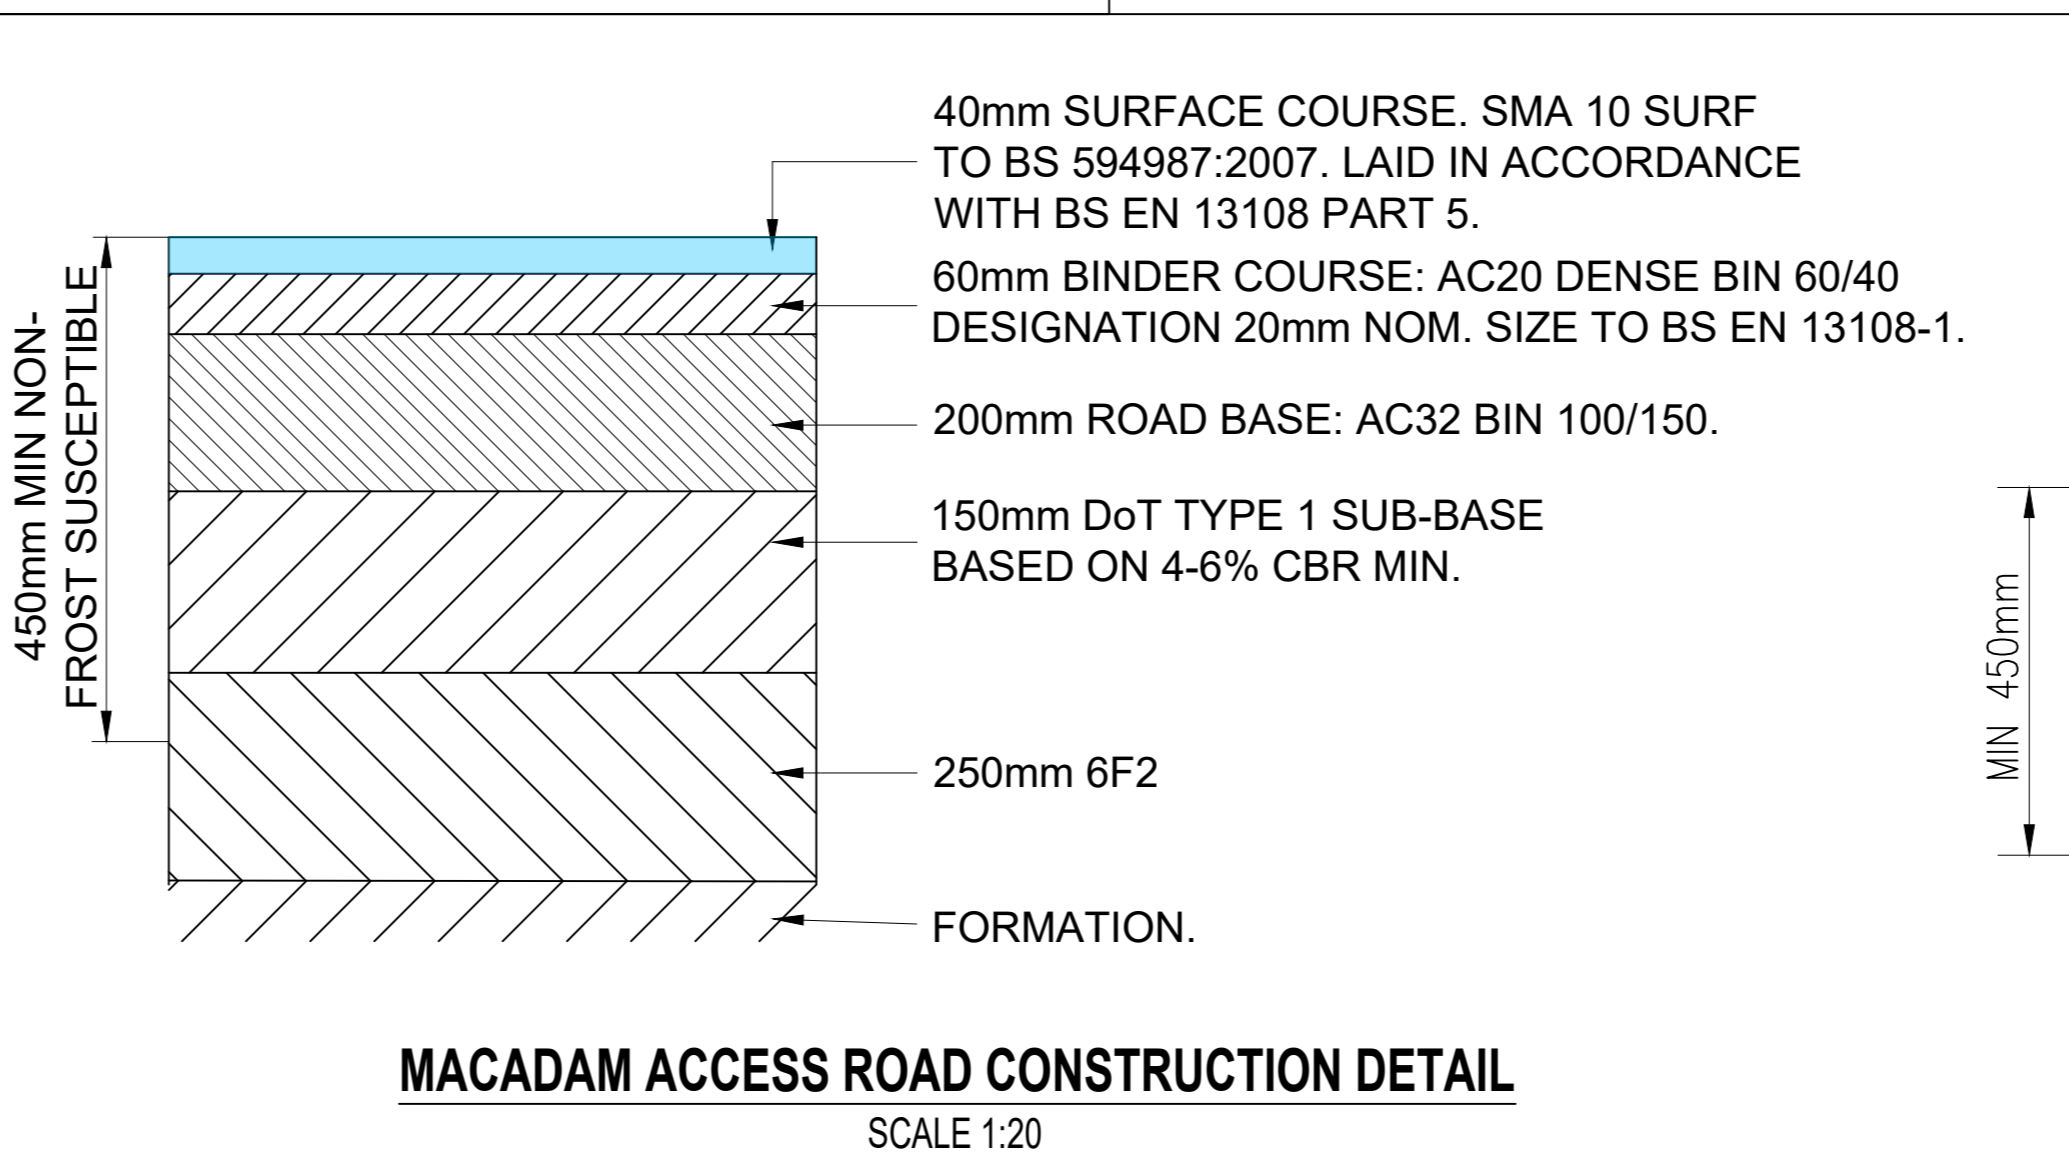 40mm SURFACE COURSE. SMA 10 SURF
TO BS 594987:2007. LAID IN ACCORDANCE
WITH BS EN 13108 PART 5.
60mm BINDER COURSE: AC20 DENSE BIN 60/40
DESIGNATION 20mm NOM. SIZE TO BS EN 13108-1.
200mm ROAD BASE: AC32 BIN 100/150.
150mm DoT TYPE 1 SUB-BASE
BASED ON 4-6% CBR MIN.
250mm 6F2
FORMATION.
450mm MIN NON-
FROST SUSCEPTIBLE
MIN 450mm
MACADAM ACCESS ROAD CONSTRUCTION DETAIL
SCALE 1:20